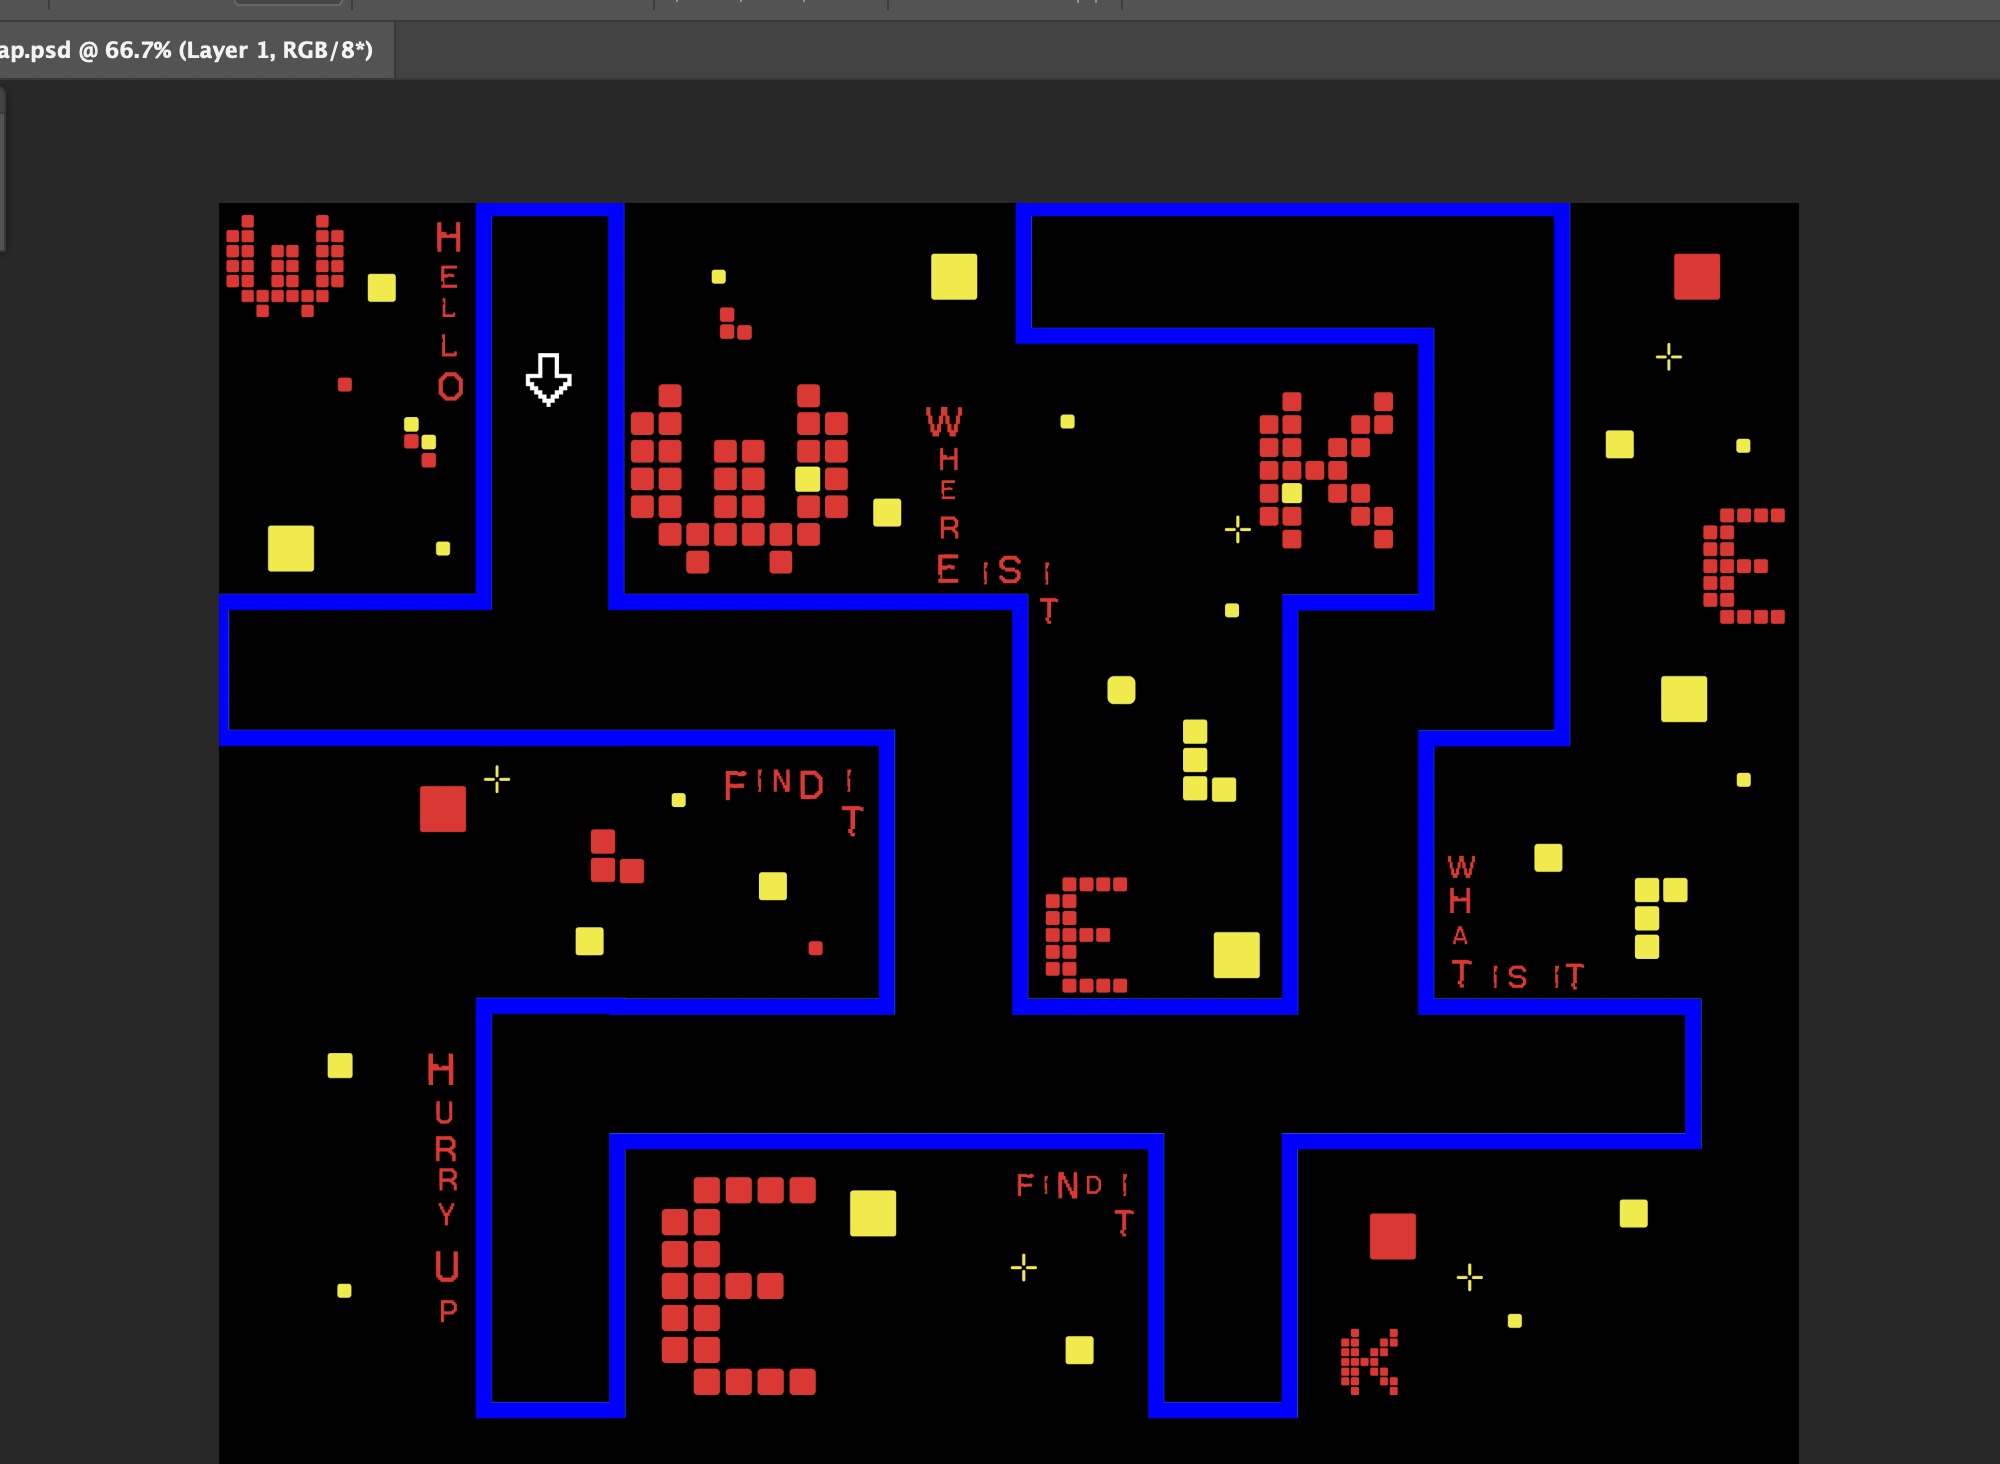 ap.psd @ 66.7% (Layer 1, RGB/8*)
W
HELLO
W
WHERE IS IT
K
E
FIND IT
E
WHAT IS IT
HURRY UP
E
FIND IT
K